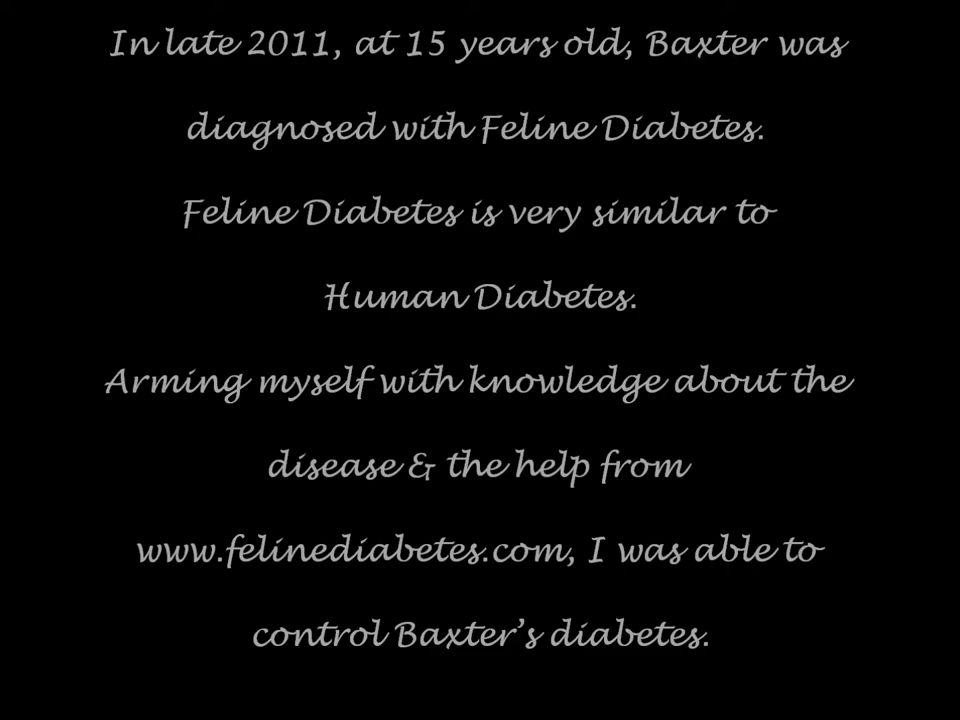 In late 2011, at 15 years old, Baxter was
diagnosed with Feline Diabetes.
Feline Diabetes is very similar to
Human Diabetes.
Arming myself with knowledge about the
disease & the help from
www.felinediabetes.com, I was able to
control Baxter's diabetes.